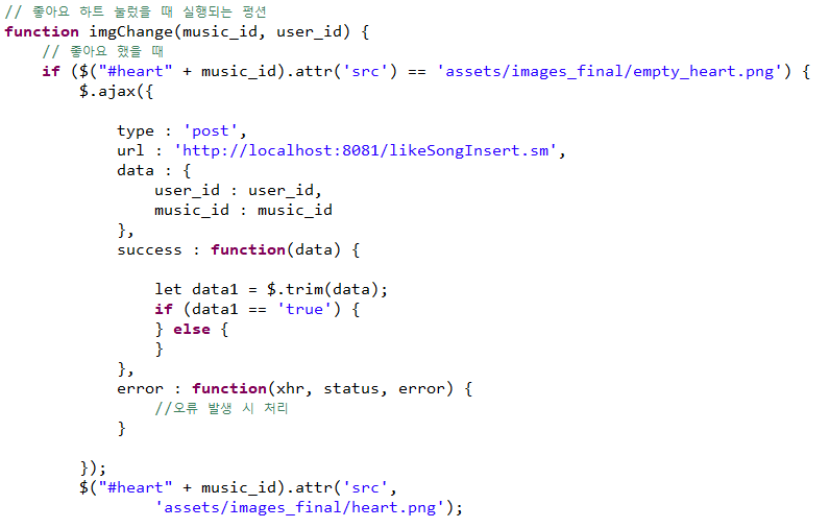 // 좋아요 하트 눌렀을 때 실행되는 펑션
function imgChange(music_id, user_id) {
    // 좋아요 했을 때
    if ($("#heart" + music_id).attr('src') == 'assets/images_final/empty_heart.png') {
        $.ajax({

            type : 'post',
            url : 'http://localhost:8081/likeSongInsert.sm',
            data : {
                user_id : user_id,
                music_id : music_id
            },
            success : function(data) {

                let data1 = $.trim(data);
                if (data1 == 'true') {
                } else {
                }
            },
            error : function(xhr, status, error) {
                //오류 발생 시 처리
            }

        });
        $("#heart" + music_id).attr('src',
                'assets/images_final/heart.png');